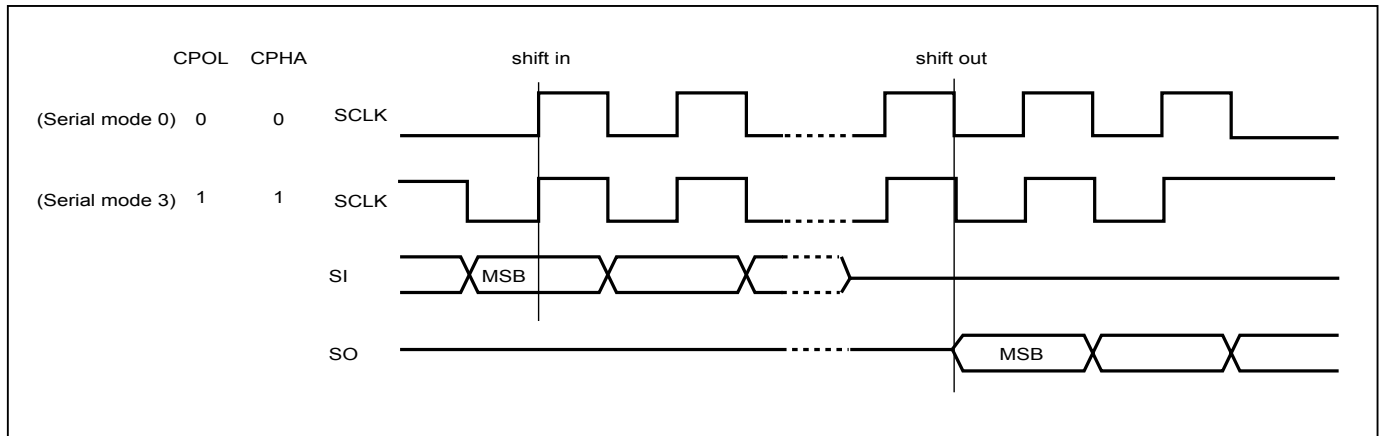 CPOL CPHA shift in shift out
(Serial mode 0) 0 0 SCLK
(Serial mode 3) 1 1 SCLK
SI MSB
SO MSB